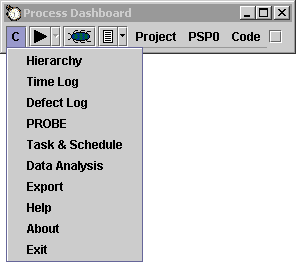 Process Dashboard
C Project PSP0 Code
Hierarchy
Time Log
Defect Log
PROBE
Task & Schedule
Data Analysis
Export
Help
About
Exit